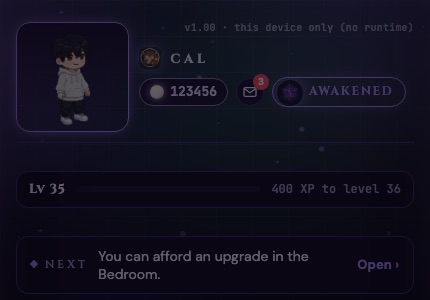 v1.00 · this device only (no runtime)
CAL
123456
3
AWAKENED
Lv 35
400 XP to level 36
◆ NEXT
You can afford an upgrade in the
Bedroom.
Open ›